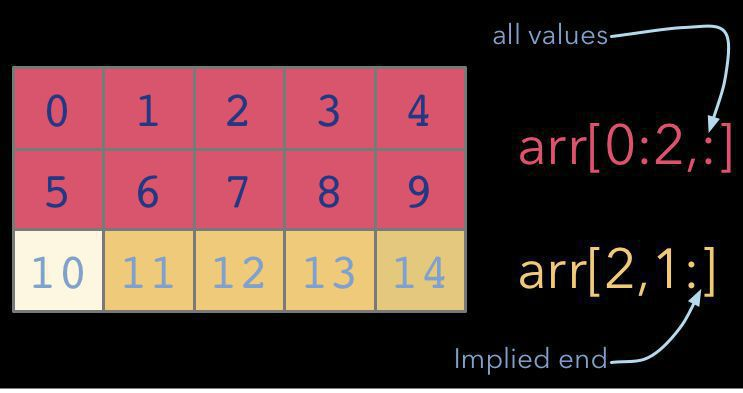 all values
0 1 2 3 4
arr[0:2,:]
5 6 7 8 9
10 11 12 13 14
arr[2,1:]
Implied end